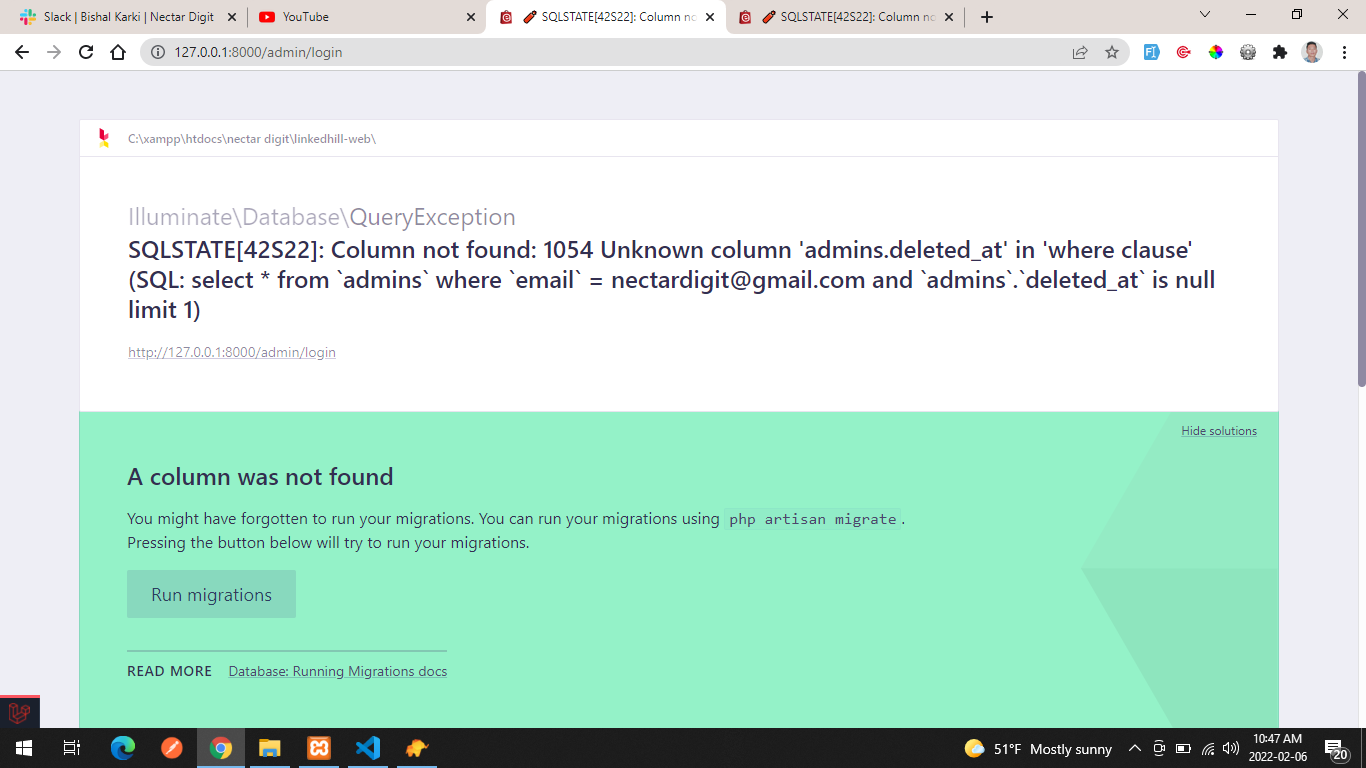 Slack | Bishal Karki | Nectar Digit
YouTube
SQLSTATE[42S22]: Column no
SQLSTATE[42S22]: Column no
127.0.0.1:8000/admin/login
C:\xampp\htdocs\nectar digit\linkedhill-web\
Illuminate\Database\QueryException
SQLSTATE[42S22]: Column not found: 1054 Unknown column 'admins.deleted_at' in 'where clause'
(SQL: select * from `admins` where `email` = nectardigit@gmail.com and `admins`.`deleted_at` is null
limit 1)
http://127.0.0.1:8000/admin/login
Hide solutions
A column was not found
You might have forgotten to run your migrations. You can run your migrations using php artisan migrate.
Pressing the button below will try to run your migrations.
Run migrations
READ MORE Database: Running Migrations docs
51°F Mostly sunny
10:47 AM
2022-02-06
20